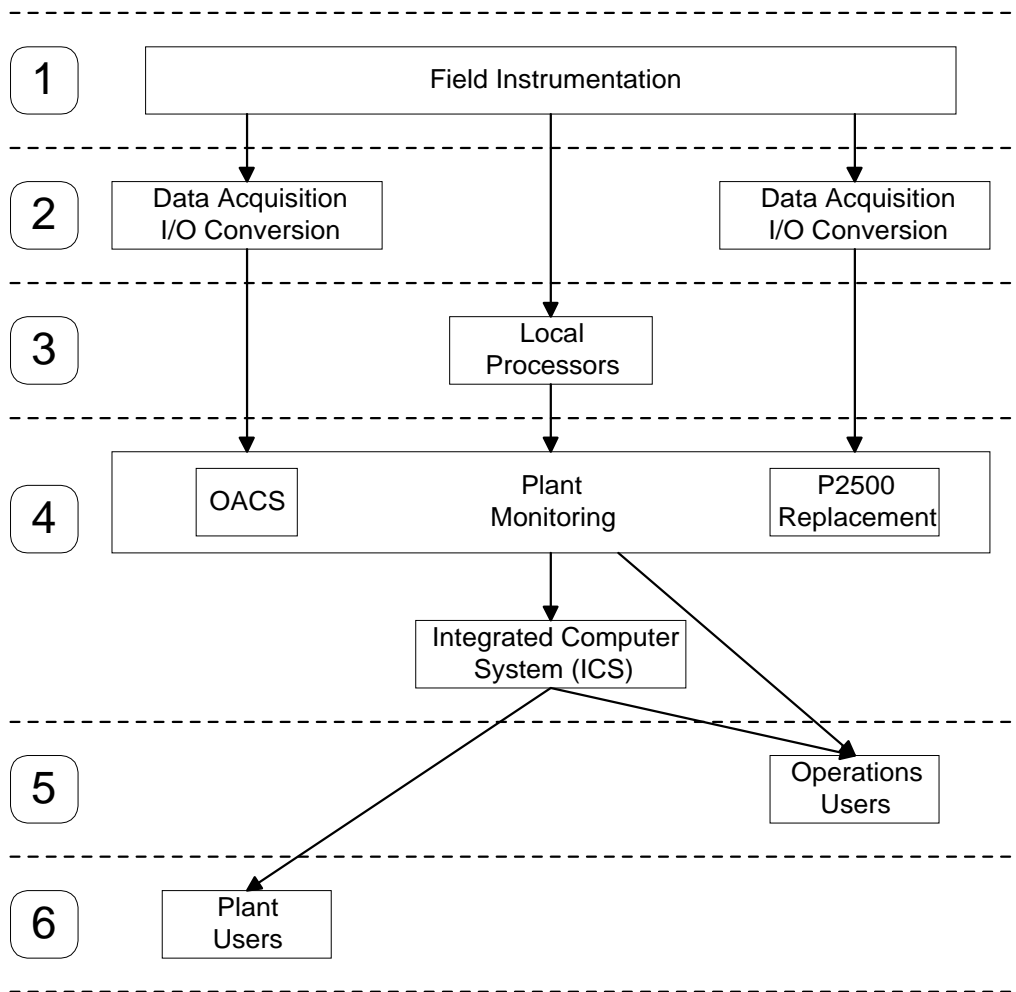 1
Field Instrumentation
2
Data Acquisition
I/O Conversion
Data Acquisition
I/O Conversion
3
Local
Processors
4
OACS
Plant
Monitoring
P2500
Replacement
Integrated Computer
System (ICS)
5
Operations
Users
6
Plant
Users